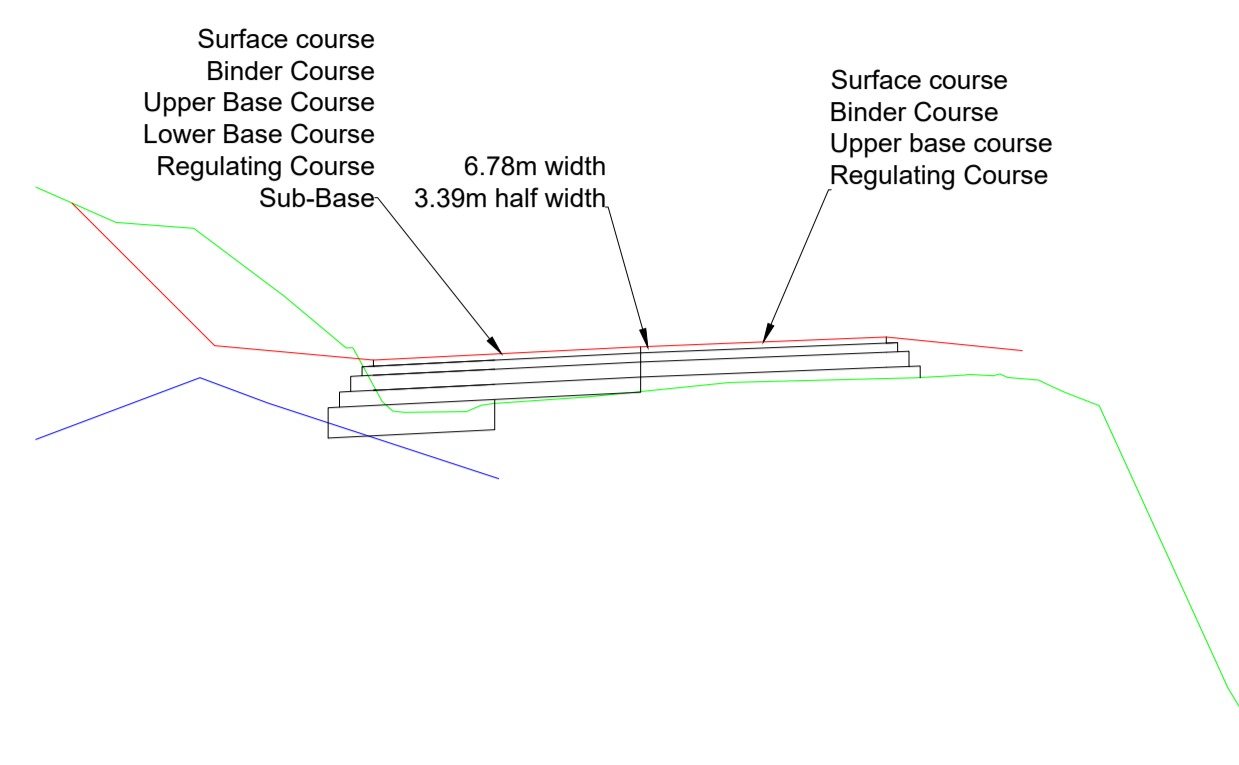 Surface course
Binder Course
Upper Base Course
Lower Base Course
Regulating Course
Sub-Base
6.78m width
3.39m half width
Surface course
Binder Course
Upper base course
Regulating Course